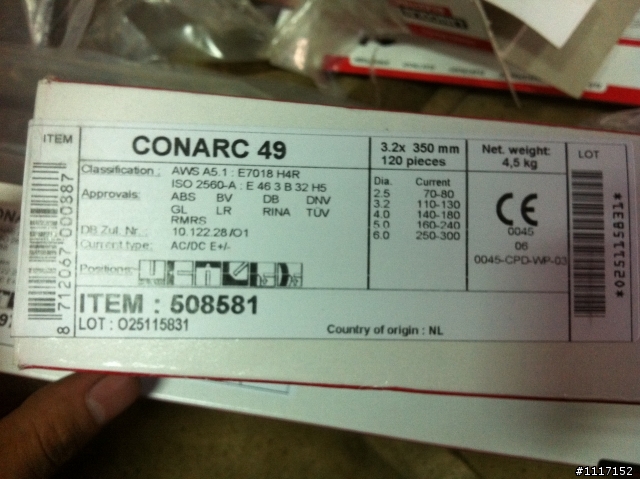 ITEM
CONARC 49
Classification : AWS A5.1 : E7018 H4R
ISO 2560-A : E 46 3 B 32 H5
Approvals: ABS BV DB DNV
GL LR RINA TÜV
RMRS
DB Zul. Nr.: 10.122.28/O1
Current type: AC/DC E+/-
Positions:
ITEM : 508581
LOT : O25115831
Country of origin : NL
3.2x 350 mm
120 pieces
Dia. Current
2.5 70-80
3.2 110-130
4.0 140-180
5.0 160-240
6.0 250-300
Net. weight:
4,5 kg
CE
0045
06
0045-CPD-WP-03
LOT
*O25115831*
8 712067 000887
CONA
#1117152